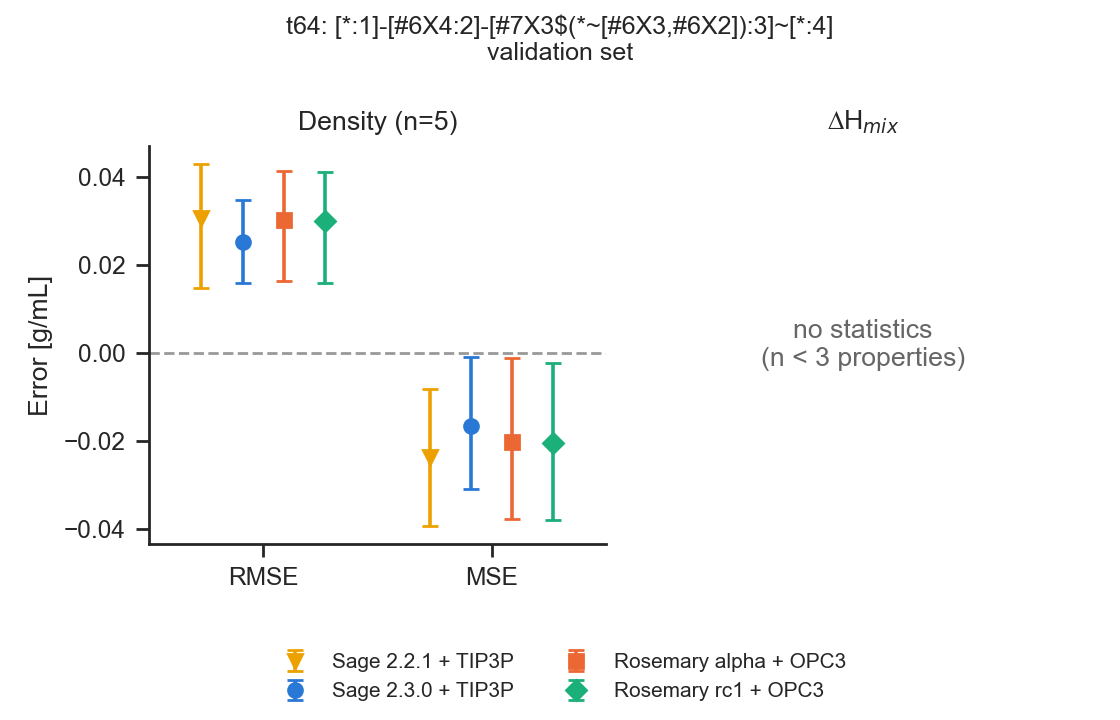 t64: [*:1]-[#6X4:2]-[#7X3$(*~[#6X3,#6X2]):3]~[*:4]
validation set
Density (n=5)
ΔHmix
0.04
0.02
0.00
−0.02
−0.04
Error [g/mL]
RMSE
MSE
no statistics
(n < 3 properties)
Sage 2.2.1 + TIP3P
Sage 2.3.0 + TIP3P
Rosemary alpha + OPC3
Rosemary rc1 + OPC3